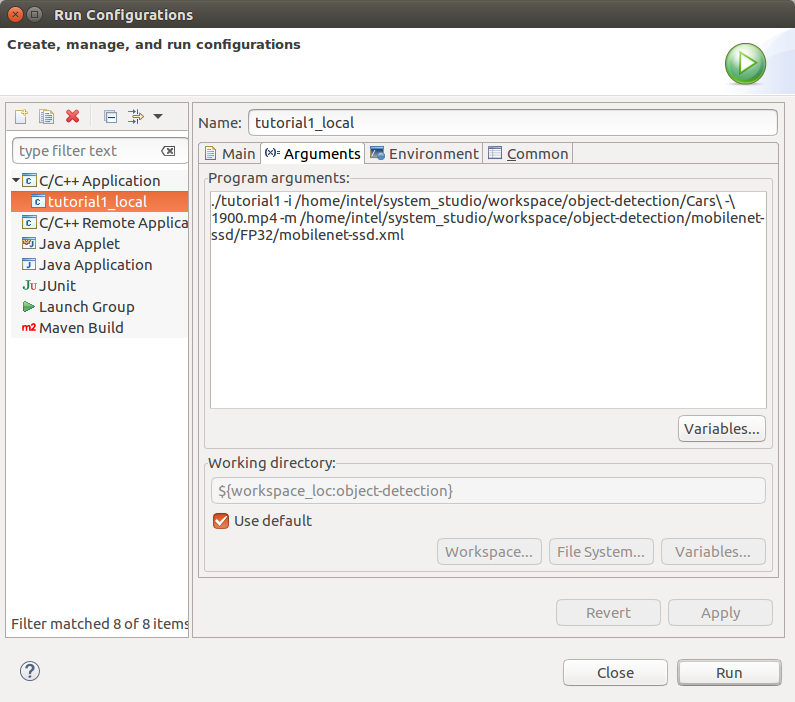 Run Configurations
Create, manage, and run configurations
type filter text
C/C++ Application
tutorial1_local
C/C++ Remote Applica
Java Applet
Java Application
JU JUnit
Launch Group
m2 Maven Build
Filter matched 8 of 8 items
Name: tutorial1_local
Main (x)= Arguments Environment Common
Program arguments:
./tutorial1 -i /home/intel/system_studio/workspace/object-detection/Cars\ -\
1900.mp4 -m /home/intel/system_studio/workspace/object-detection/mobilenet-
ssd/FP32/mobilenet-ssd.xml
Variables...
Working directory:
${workspace_loc:object-detection}
Use default
Workspace... File System... Variables...
Revert Apply
? Close Run